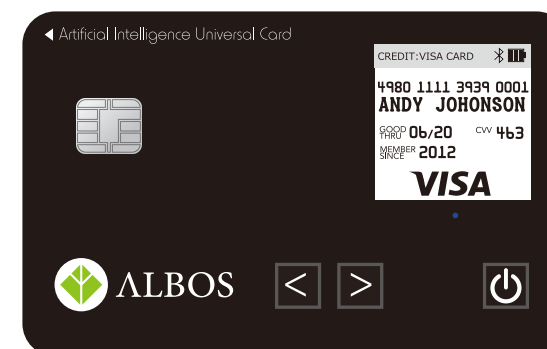 Artificial Intelligence Universal Card
CREDIT:VISA CARD
4980 1111 3939 0001
ANDY JOHONSON
GOOD THRU 06/20 CVV 463
MEMBER SINCE 2012
VISA
ALBOS
< >